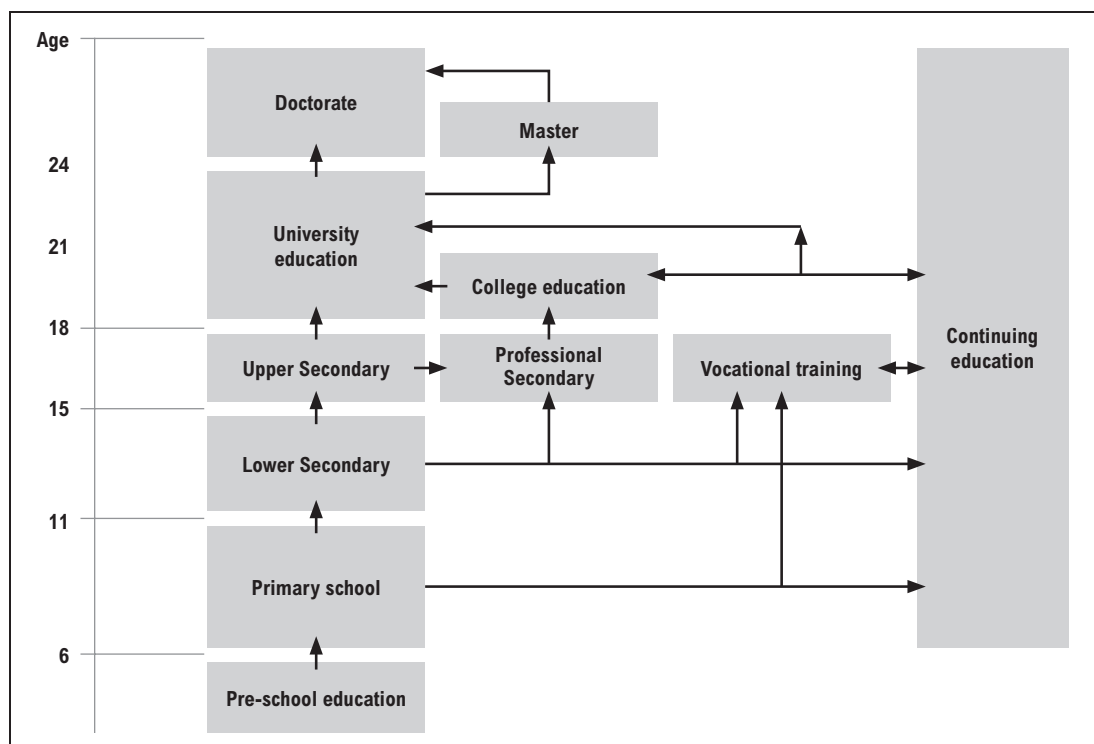 Age
Doctorate
Master
24
University
education
21
College education
18
Continuing
education
Upper Secondary
Professional
Secondary
Vocational training
15
Lower Secondary
11
Primary school
6
Pre-school education